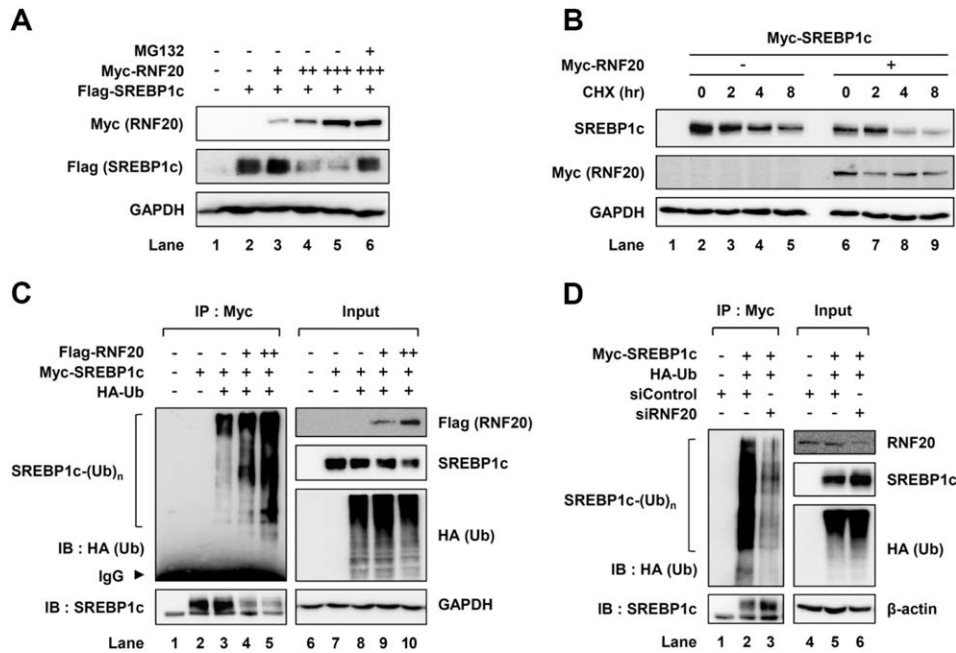 A
MG132 - - - - - +
Myc-RNF20 - - + ++ +++ +++
Flag-SREBP1c - + + + + +
Myc (RNF20)
Flag (SREBP1c)
GAPDH
Lane 1 2 3 4 5 6
B
Myc-SREBP1c
Myc-RNF20 - +
CHX (hr) 0 2 4 8 0 2 4 8
SREBP1c
Myc (RNF20)
GAPDH
Lane 1 2 3 4 5 6 7 8 9
C
IP : Myc Input
Flag-RNF20 - - - + ++ - - - + ++
Myc-SREBP1c - + + + + - + + + +
HA-Ub - - + + + - - + + +
Flag (RNF20)
SREBP1c
SREBP1c-(Ub)n
HA (Ub)
IB : HA (Ub)
IgG ►
IB : SREBP1c
GAPDH
Lane 1 2 3 4 5 6 7 8 9 10
D
IP : Myc Input
Myc-SREBP1c - + + - + +
HA-Ub - + + - + +
siControl + + - + + -
siRNF20 - - + - - +
RNF20
SREBP1c
SREBP1c-(Ub)n
HA (Ub)
IB : HA (Ub)
IB : SREBP1c
β-actin
Lane 1 2 3 4 5 6